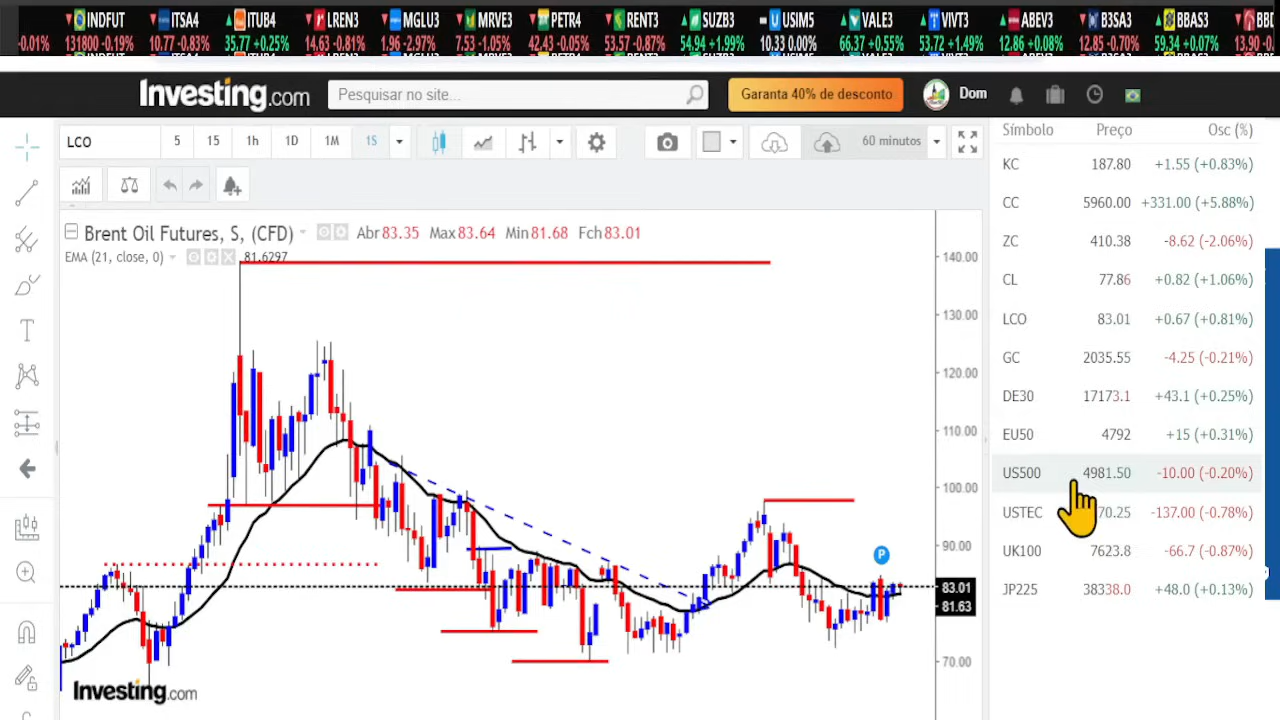 INDFUT ITSA4 ITUB4 LREN3 MGLU3 MRVE3 PETR4 RENT3 SUZB3 USIM5 VALE3 VIVT3 ABEV3 B3SA3 BBAS3
-0.01% 131800 -0.19% 10.77 -0.83% 35.77 +0.25% 14.63 -0.81% 1.96 -2.97% 7.53 -1.05% 42.43 -0.05% 53.57 -0.87% 54.94 +1.99% 10.33 0.00% 66.37 +0.55% 53.72 +1.49% 12.86 +0.08% 12.85 -0.70% 59.34 +0.07% 13.90
Investing.com Pesquisar no site... Garanta 40% de desconto Dom
LCO 5 15 1h 1D 1M 1S 60 minutos
Brent Oil Futures, S, (CFD) Abr 83.35 Max 83.64 Min 81.68 Fch 83.01
EMA (21, close, 0) 81.6297
140.00
130.00
120.00
110.00
100.00
90.00
P
83.01
81.63
70.00
Investing.com
Símbolo Preço Osc (%)
KC 187.80 +1.55 (+0.83%)
CC 5960.00 +331.00 (+5.88%)
ZC 410.38 -8.62 (-2.06%)
CL 77.86 +0.82 (+1.06%)
LCO 83.01 +0.67 (+0.81%)
GC 2035.55 -4.25 (-0.21%)
DE30 17173.1 +43.1 (+0.25%)
EU50 4792 +15 (+0.31%)
US500 4981.50 -10.00 (-0.20%)
USTEC 70.25 -137.00 (-0.78%)
UK100 7623.8 -66.7 (-0.87%)
JP225 38338.0 +48.0 (+0.13%)